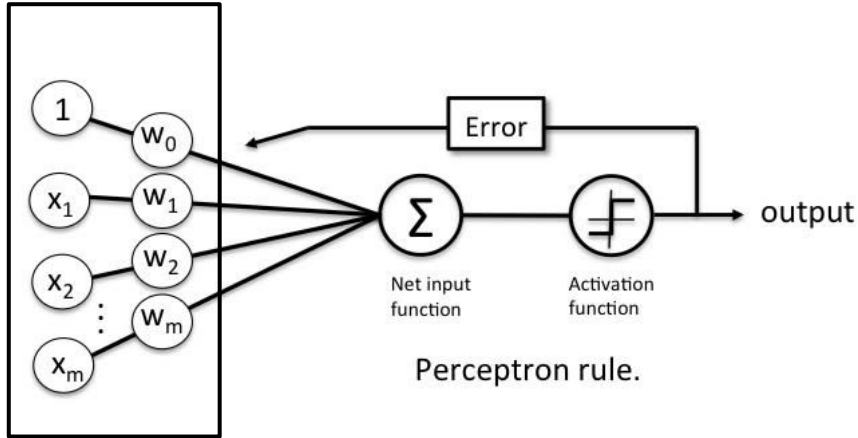 1
w₀
Error
x₁
w₁
Σ
output
x₂
w₂
Net input
function
Activation
function
⋮
wₘ
xₘ
Perceptron rule.